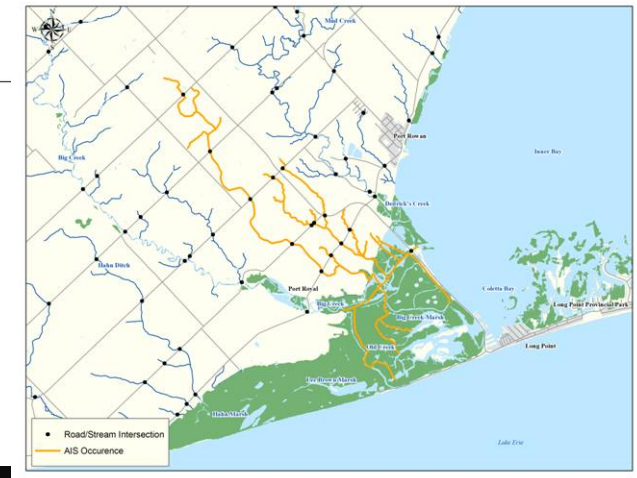 N
W
E
Mud Creek
Port Rowan
Inner Bay
Big Creek
Dedrick's Creek
Hahn Ditch
Port Royal
Big Creek
Coletta Bay
Long Point Provincial Park
Big Creek Marsh
Long Point
Old Creek
Lee Brown Marsh
Hahn Marsh
Lake Erie
Road/Stream Intersection
AIS Occurence